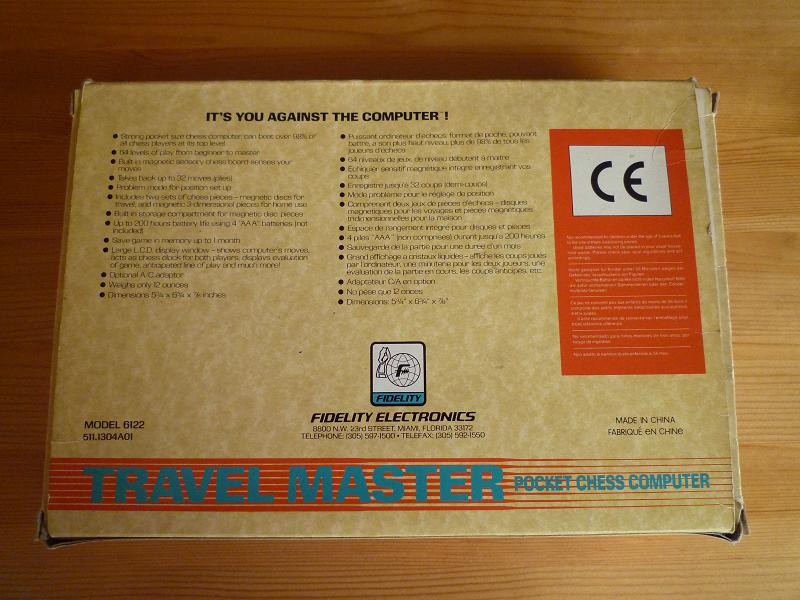 IT'S YOU AGAINST THE COMPUTER™!
● Strong pocket size chess computer, can beat over 98% of
all chess players at its top level
● 64 levels of play from beginner to master
● Built-in magnetic sensory chess board senses your
moves
● Takes back up to 32 moves (plies)
● Problem mode for position set up
● Includes two sets of chess pieces – magnetic discs for
travel, and magnetic 3-dimensional pieces for home use
● Built in storage compartment for magnetic disc pieces
● Up to 200 hours battery life using 4 "AAA" batteries (not
included)
● Save game in memory up to 1 month
● Large L.C.D. display window – shows computer's moves,
acts as chess clock for both players, displays evaluation
of game, anticipated line of play and much more!
● Optional A/C adaptor
● Weighs only 12 ounces
● Dimensions 5¾ x 6¾ x ⅞ inches
● Puissant ordinateur d'échecs: format de poche, pouvant
battre, a son plus haut niveau, plus de 98% de tous les
joueurs d'échecs
● 64 niveaux de jeux, de niveau débutant à maitre
● Echiquier sensitif magnétique intègre enregistrant vos
coups
● Enregistre jusqu'à 32 coups (demi-coups)
● Mode problème pour le réglage de position
● Comprenant deux jeux de pièces d'échecs – disques
magnétiques pour les voyages et pièces magnétiques
tridimensionnelles pour la maison
● Espace de rangement intégre pour disques et pièces
● 4 piles "AAA" (non comprises) durant jusqu'a 200 heures
● Sauvegarde de la partie pour une durée d'un mois
● Grand affichage a cristaux liquides – affiche les coups joués
par l'ordinateur, une minuterie pour les deux joueurs, une
évaluation de la partie en cours, les coups anticipés, etc.
● Adaptateur C/A en option
● No pèse que 12 onces
● Dimensions: 5¾" x 6¾" x ⅞"
CE
FIDELITY
FIDELITY ELECTRONICS
8800 N.W. 23rd STREET, MIAMI, FLORIDA 33172
TELEPHONE: (305) 597-1500 • TELEFAX: (305) 592-1550
MODEL 6122
511.1304A01
MADE IN CHINA
FABRIQUÉ EN CHINE
TRAVEL MASTER POCKET CHESS COMPUTER